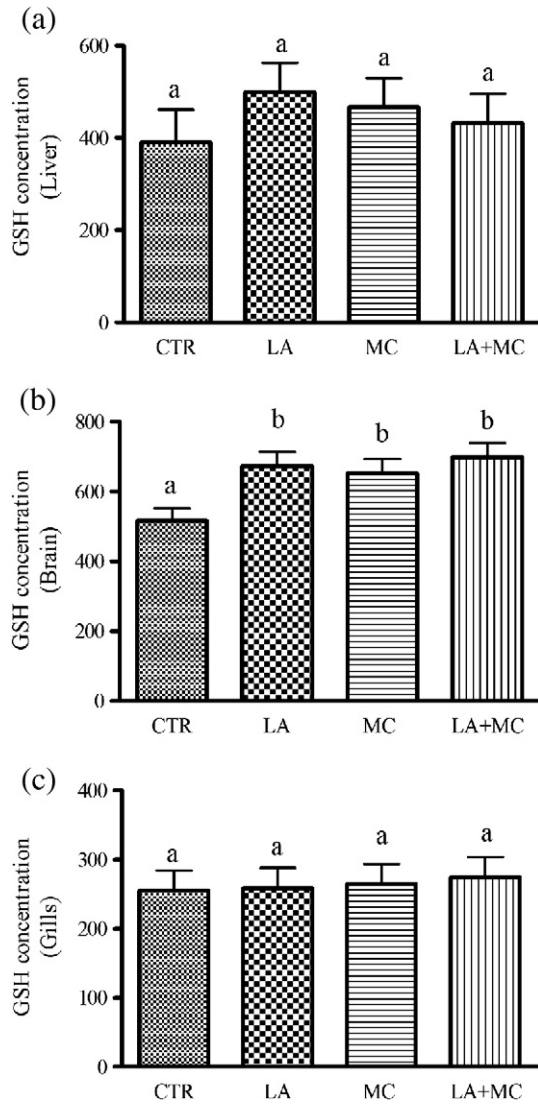 (a)
600
400
200
0
GSH concentration
(Liver)
a a a a
CTR LA MC LA+MC
(b)
800
600
400
200
0
GSH concentration
(Brain)
a b b b
CTR LA MC LA+MC
(c)
400
300
200
100
0
GSH concentration
(Gills)
a a a a
CTR LA MC LA+MC